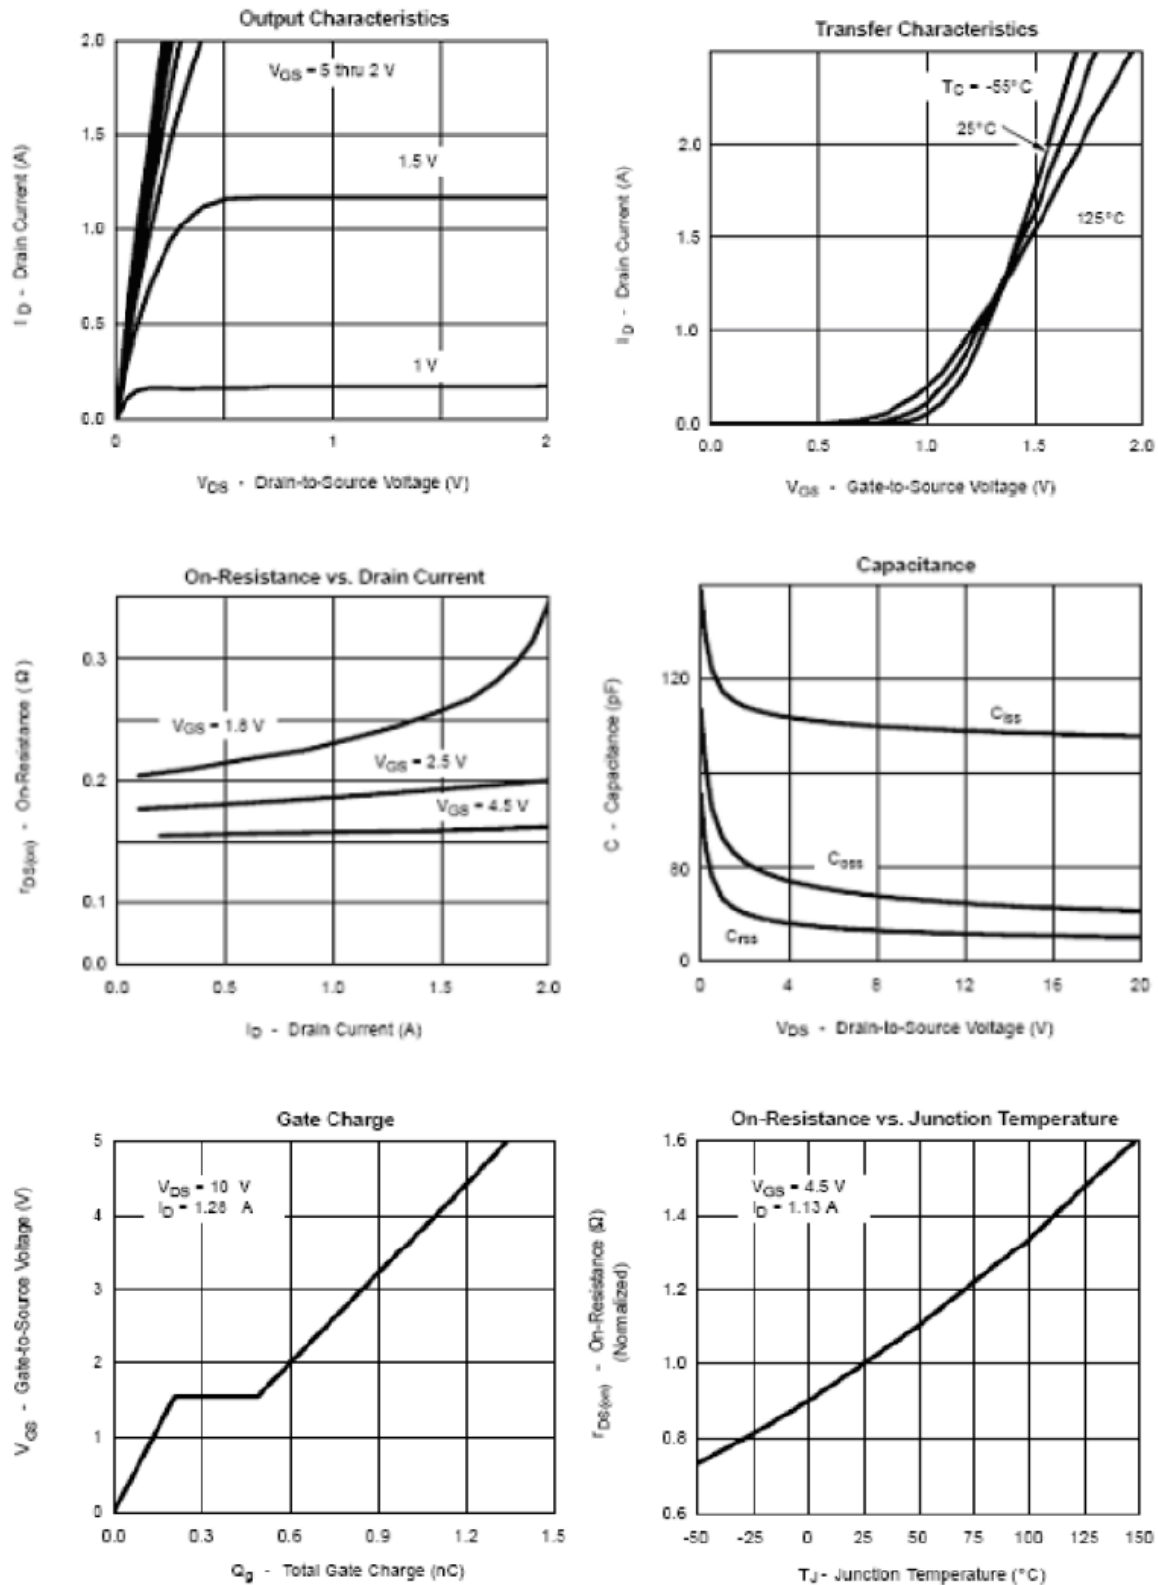 Output Characteristics
2.0
1.5
1.0
0.5
0.0
0
1
2
VGS = 5 thru 2 V
1.5 V
1 V
ID - Drain Current (A)
VDS - Drain-to-Source Voltage (V)
Transfer Characteristics
2.0
1.5
1.0
0.0
0.0
0.5
1.0
1.5
2.0
TC = -55°C
25°C
125°C
ID - Drain Current (A)
VGS - Gate-to-Source Voltage (V)
On-Resistance vs. Drain Current
0.3
0.2
0.1
0.0
0.0
0.5
1.0
1.5
2.0
VGS = 1.8 V
VGS = 2.5 V
VGS = 4.5 V
rDS(on) - On-Resistance (Ω)
ID - Drain Current (A)
Capacitance
120
60
0
0
4
8
12
16
20
Ciss
Coss
Crss
C - Capacitance (pF)
VDS - Drain-to-Source Voltage (V)
Gate Charge
5
4
3
2
1
0
0.0
0.3
0.6
0.9
1.2
1.5
VDS = 10 V
ID = 1.28 A
VGS - Gate-to-Source Voltage (V)
Qg - Total Gate Charge (nC)
On-Resistance vs. Junction Temperature
1.6
1.4
1.2
1.0
0.8
0.6
-50
-25
0
25
50
75
100
125
150
VGS = 4.5 V
ID = 1.13 A
rDS(on) - On-Resistance (Ω)
(Normalized)
TJ - Junction Temperature (°C)